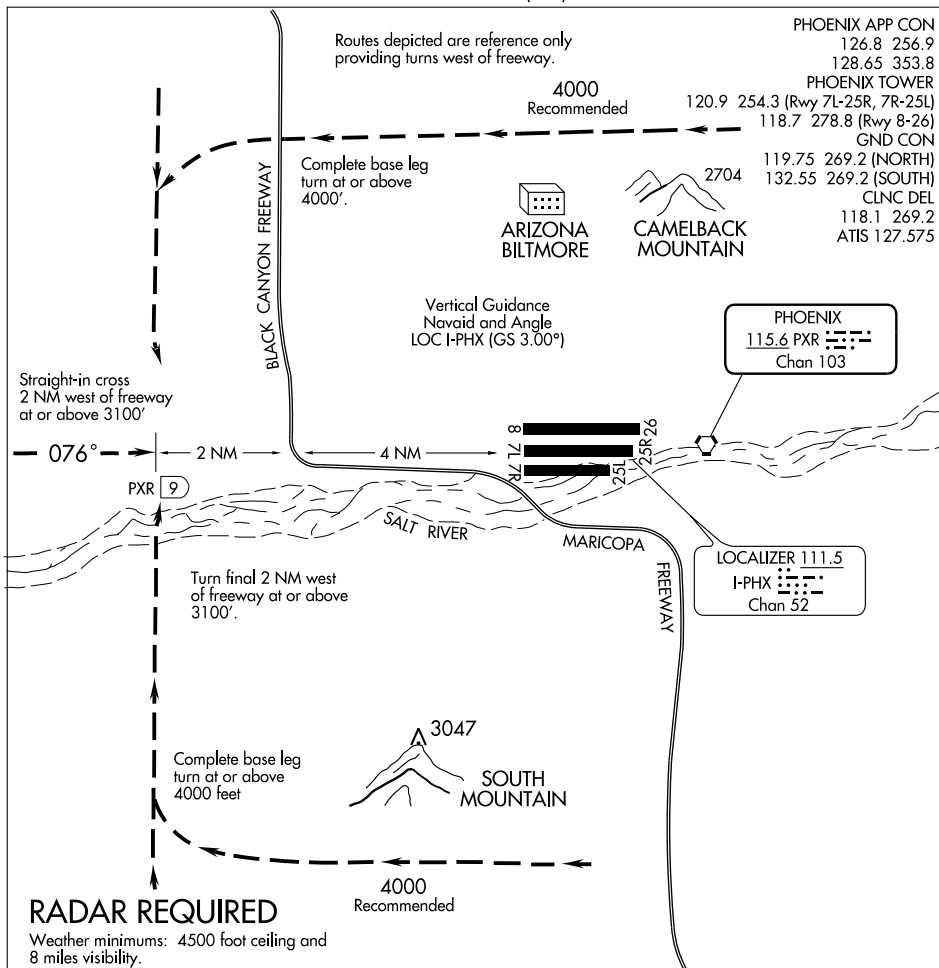 PHOENIX APP CON
126.8 256.9
128.65 353.8
PHOENIX TOWER
120.9 254.3 (Rwy 7L-25R, 7R-25L)
118.7 278.8 (Rwy 8-26)
GND CON
119.75 269.2 (NORTH)
132.55 269.2 (SOUTH)
CLNC DEL
118.1 269.2
ATIS 127.575
Routes depicted are reference only
providing turns west of freeway.
4000
Recommended
Complete base leg
turn at or above
4000'.
2704
ARIZONA
BILTMORE
CAMELBACK
MOUNTAIN
BLACK CANYON FREEWAY
Vertical Guidance
Navaid and Angle
LOC I-PHX (GS 3.00°)
PHOENIX
115.6 PXR
Chan 103
Straight-in cross
2 NM west of freeway
at or above 3100'
076°
2 NM
4 NM
8
26
7L
25R
7R
25L
PXR 9
SALT RIVER
MARICOPA
FREEWAY
LOCALIZER 111.5
I-PHX
Chan 52
Turn final 2 NM west
of freeway at or above
3100'.
3047
SOUTH
MOUNTAIN
Complete base leg
turn at or above
4000 feet
4000
Recommended
RADAR REQUIRED
Weather minimums: 4500 foot ceiling and
8 miles visibility.